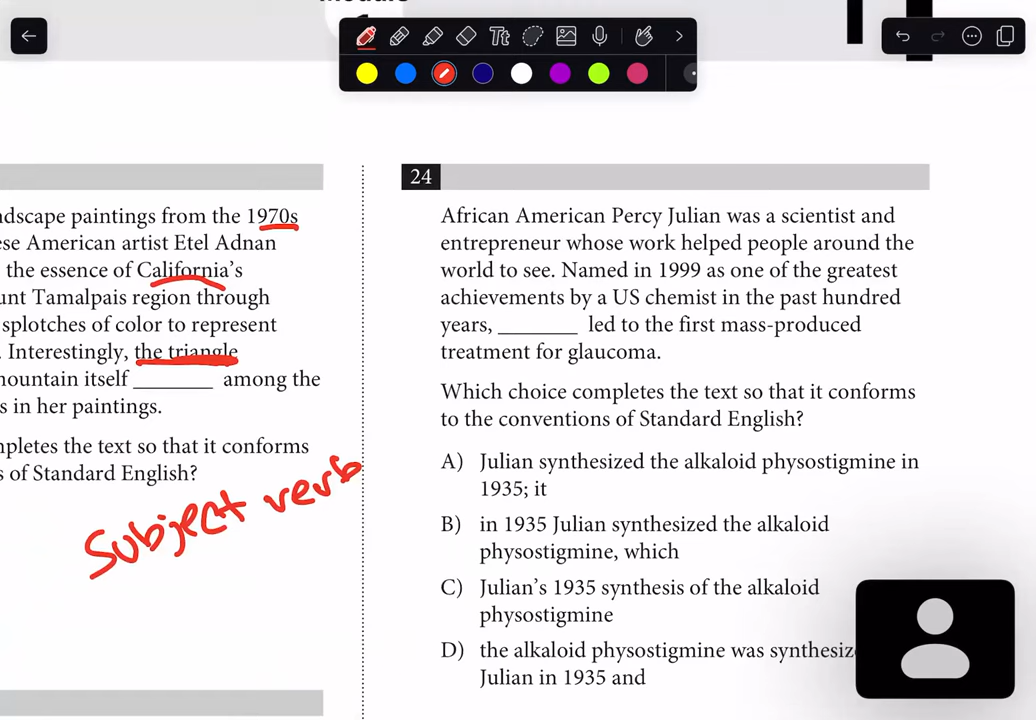 Tt
24
ndscape paintings from the 1970s
ese American artist Etel Adnan
the essence of California's
unt Tamalpais region through
splotches of color to represent
. Interestingly, the triangle
nountain itself ________ among the
s in her paintings.
mpletes the text so that it conforms
s of Standard English?
Subject verb
African American Percy Julian was a scientist and
entrepreneur whose work helped people around the
world to see. Named in 1999 as one of the greatest
achievements by a US chemist in the past hundred
years, ________ led to the first mass-produced
treatment for glaucoma.
Which choice completes the text so that it conforms
to the conventions of Standard English?
A) Julian synthesized the alkaloid physostigmine in
1935; it
B) in 1935 Julian synthesized the alkaloid
physostigmine, which
C) Julian’s 1935 synthesis of the alkaloid
physostigmine
D) the alkaloid physostigmine was synthesiz
Julian in 1935 and